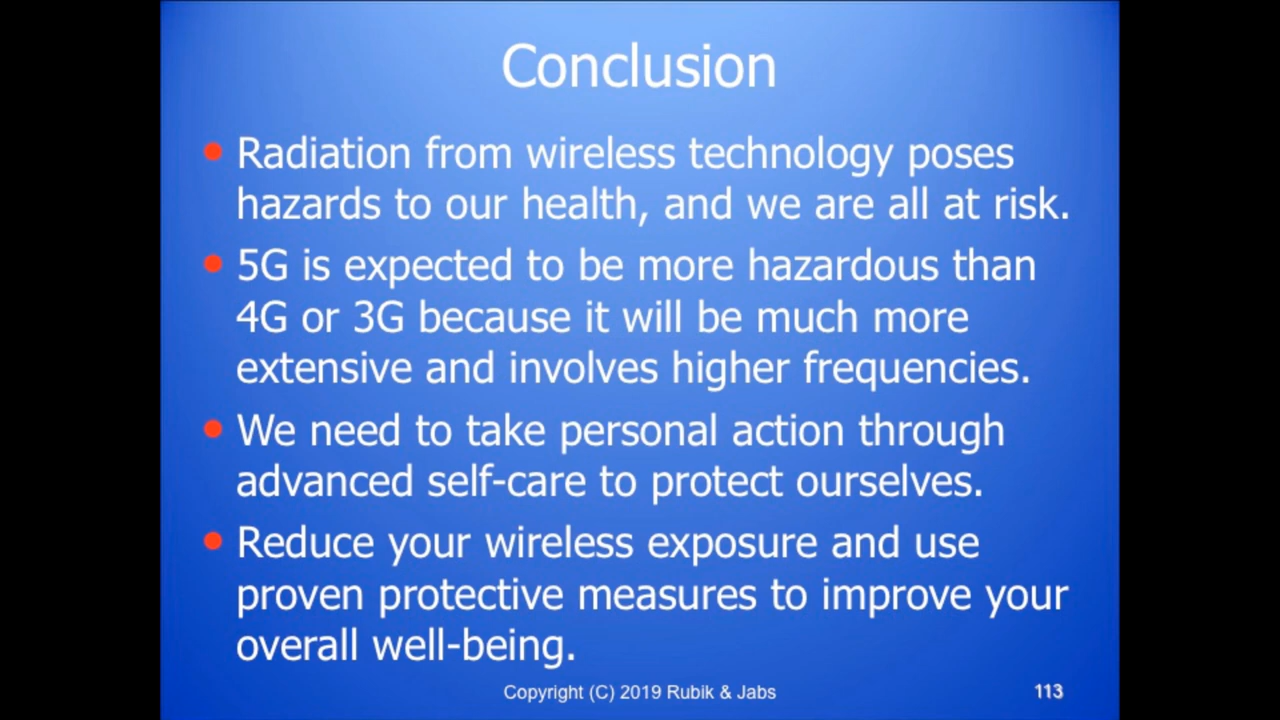 Conclusion
Radiation from wireless technology poses
hazards to our health, and we are all at risk.
5G is expected to be more hazardous than
4G or 3G because it will be much more
extensive and involves higher frequencies.
We need to take personal action through
advanced self-care to protect ourselves.
Reduce your wireless exposure and use
proven protective measures to improve your
overall well-being.
Copyright (C) 2019 Rubik & Jabs
113